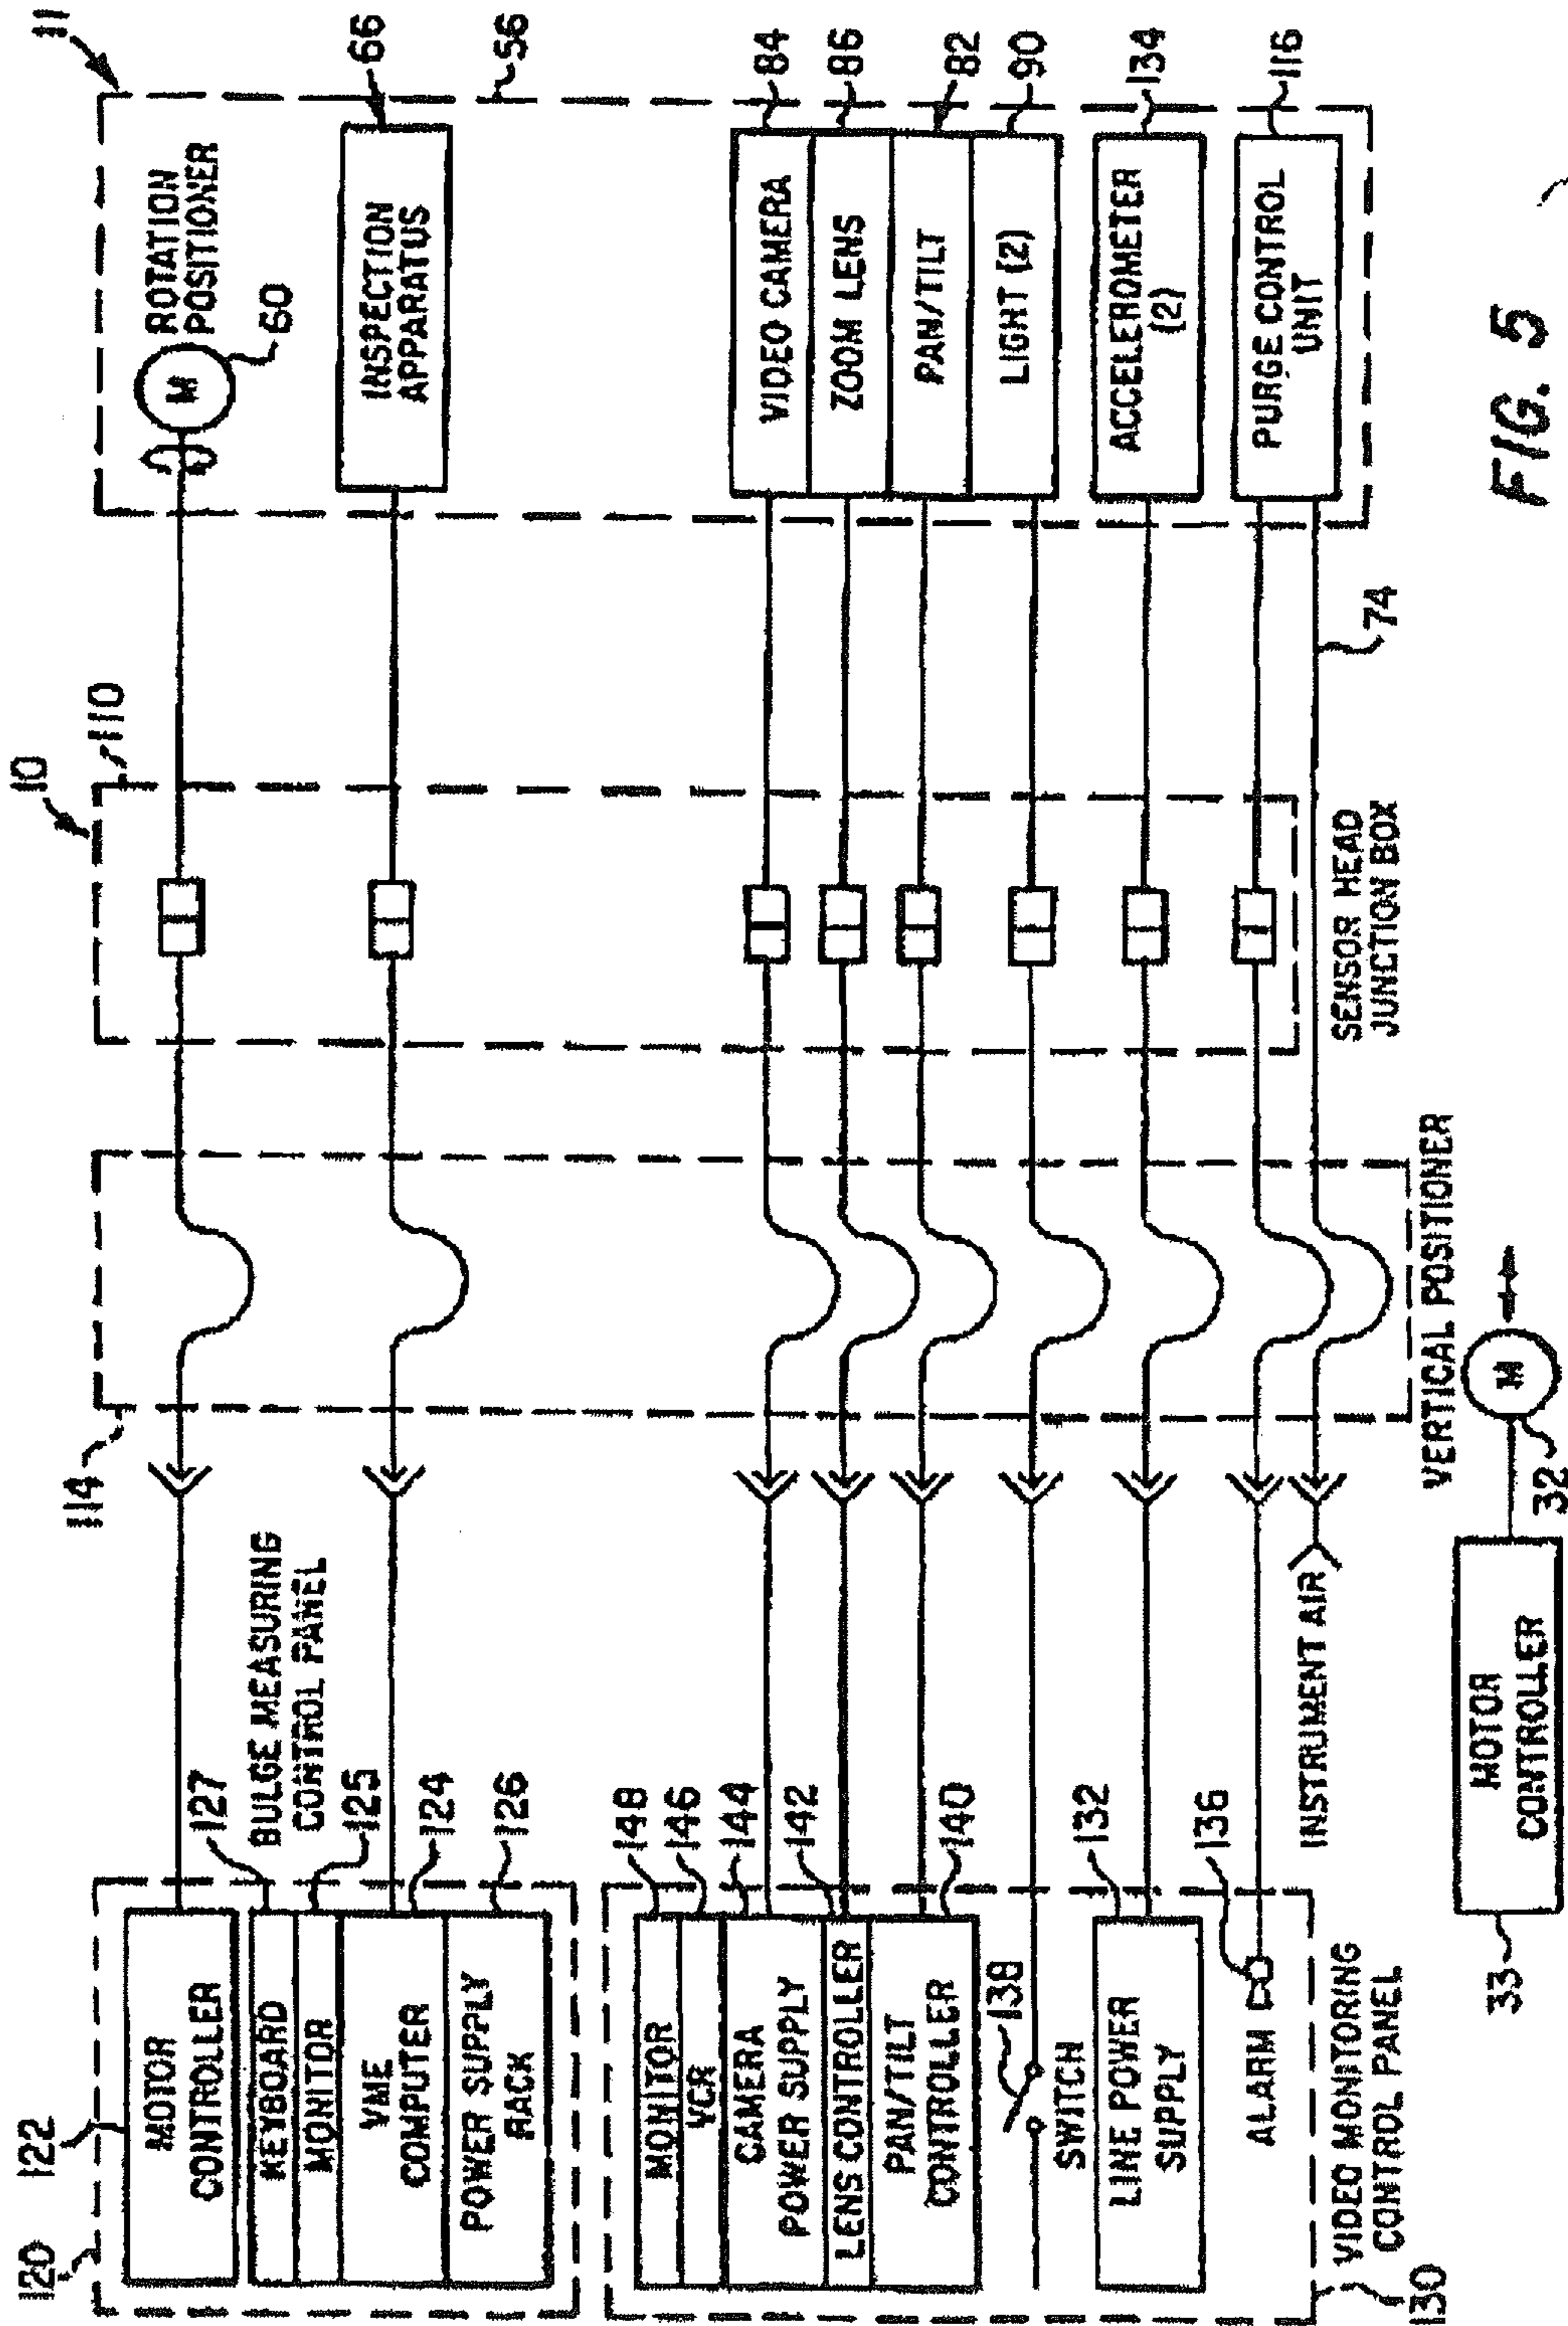 11
10
110
114
120
122
MOTOR
CONTROLLER
127
BULGE MEASURING
CONTROL PANEL
125
KEYBOARD
MONITOR
VME
COMPUTER
124
POWER SUPPLY
RACK
126
ROTATION
POSITIONER
M
60
66
INSPECTION
APPARATUS
56
148
146
144
142
140
MONITOR
VCR
CAMERA
POWER SUPPLY
LENS CONTROLLER
PAN/TILT
CONTROLLER
138
SWITCH
132
LINE POWER
SUPPLY
136
ALARM
INSTRUMENT AIR
VIDEO MONITORING
CONTROL PANEL
130
VIDEO CAMERA
84
ZOOM LENS
86
PAN/TILT
82
LIGHT (2)
90
ACCELEROMETER
(2)
134
PURGE CONTROL
UNIT
116
74
SENSOR HEAD
JUNCTION BOX
VERTICAL POSITIONER
M
32
MOTOR
CONTROLLER
33
FIG. 5